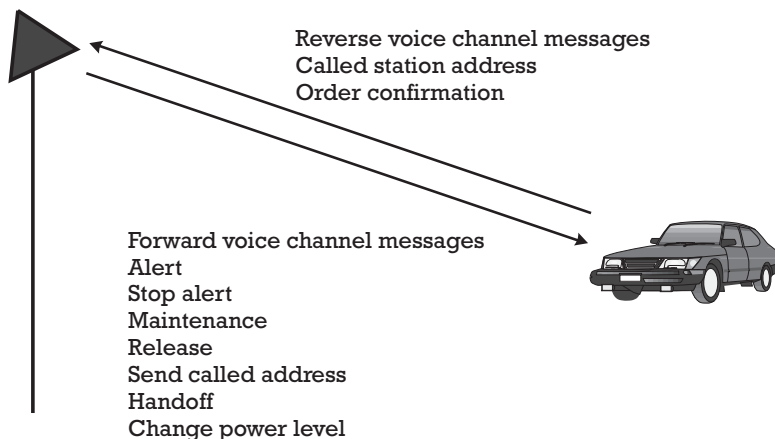 Reverse voice channel messages
Called station address
Order confirmation
Forward voice channel messages
Alert
Stop alert
Maintenance
Release
Send called address
Handoff
Change power level